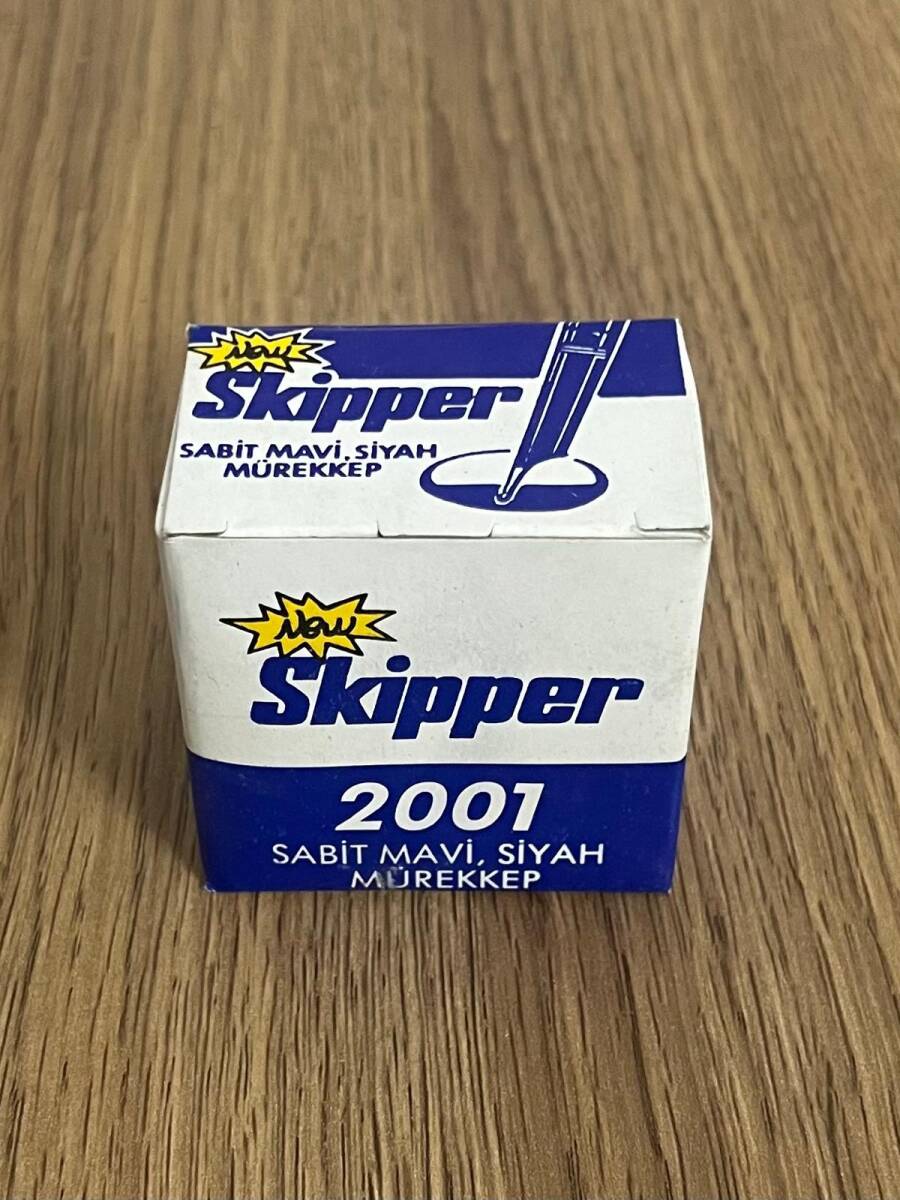 New
Skipper
SABİT MAVİ, SİYAH
MÜREKKEP
New
Skipper
2001
SABİT MAVİ, SİYAH
MÜREKKEP